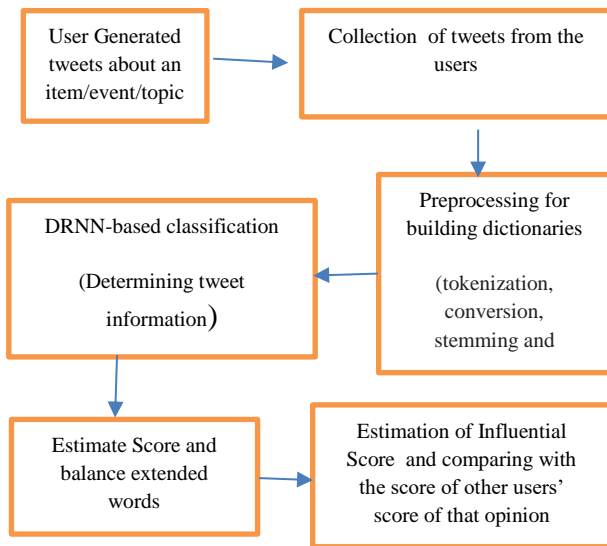 User Generated
tweets about an
item/event/topic
Collection of tweets from the
users
Preprocessing for
building dictionaries
(tokenization,
conversion,
stemming and
DRNN-based classification
(Determining tweet
information)
Estimate Score and
balance extended
words
Estimation of Influential
Score and comparing with
the score of other users’
score of that opinion